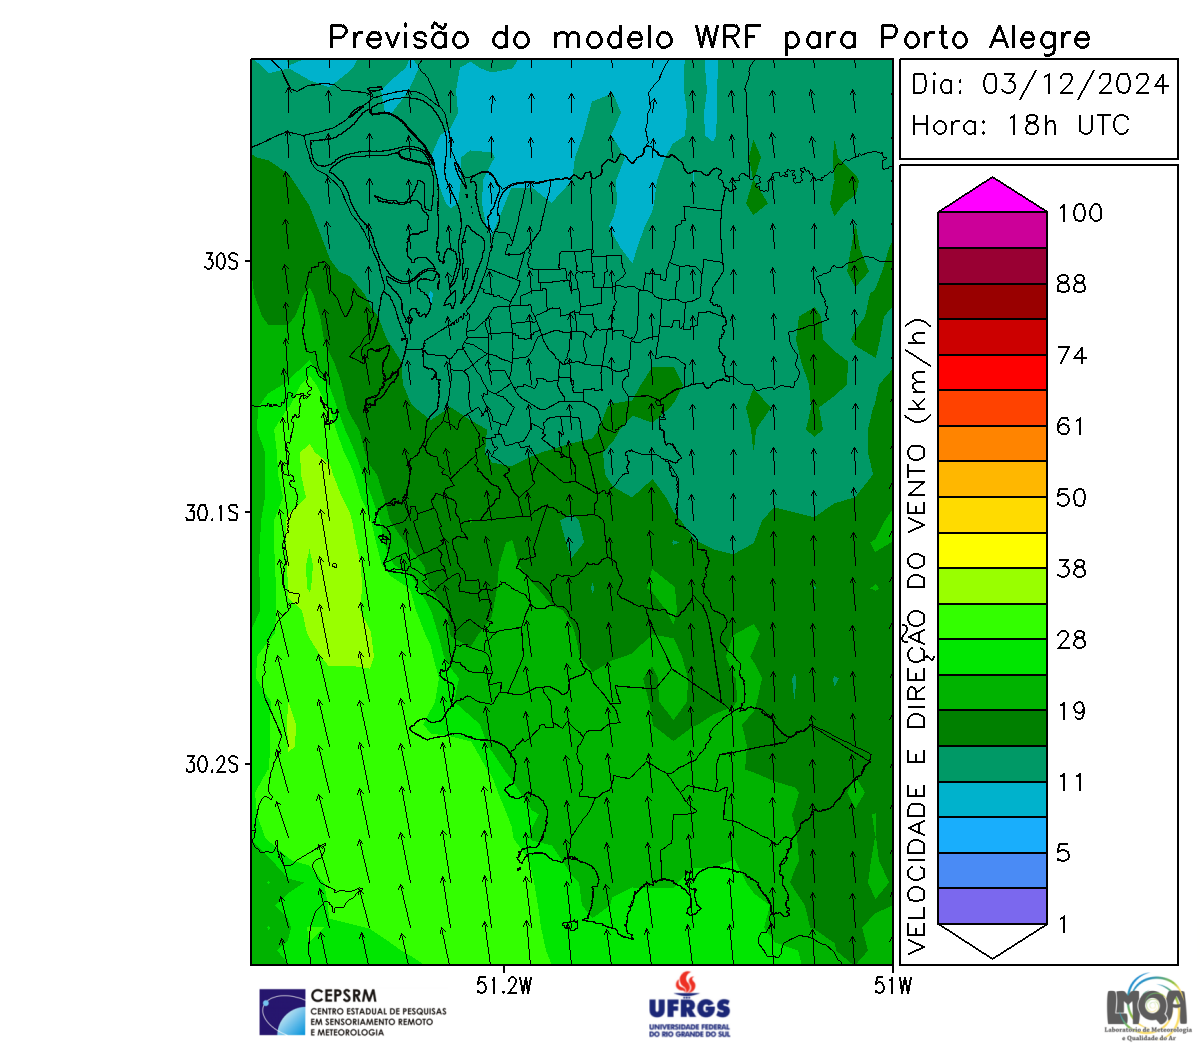 Previsão do modelo WRF para Porto Alegre
Dia: 03/12/2024
Hora: 18h UTC
30S
30.1S
30.2S
51.2W
51W
VELOCIDADE E DIREÇÃO DO VENTO (km/h)
100
88
74
61
50
38
28
19
11
5
1
CEPSRM
CENTRO ESTADUAL DE PESQUISAS
EM SENSORIAMENTO REMOTO
E METEOROLOGIA
UFRGS
UNIVERSIDADE FEDERAL
DO RIO GRANDE DO SUL
LMQA
Laboratório de Meteorologia
e Qualidade do Ar